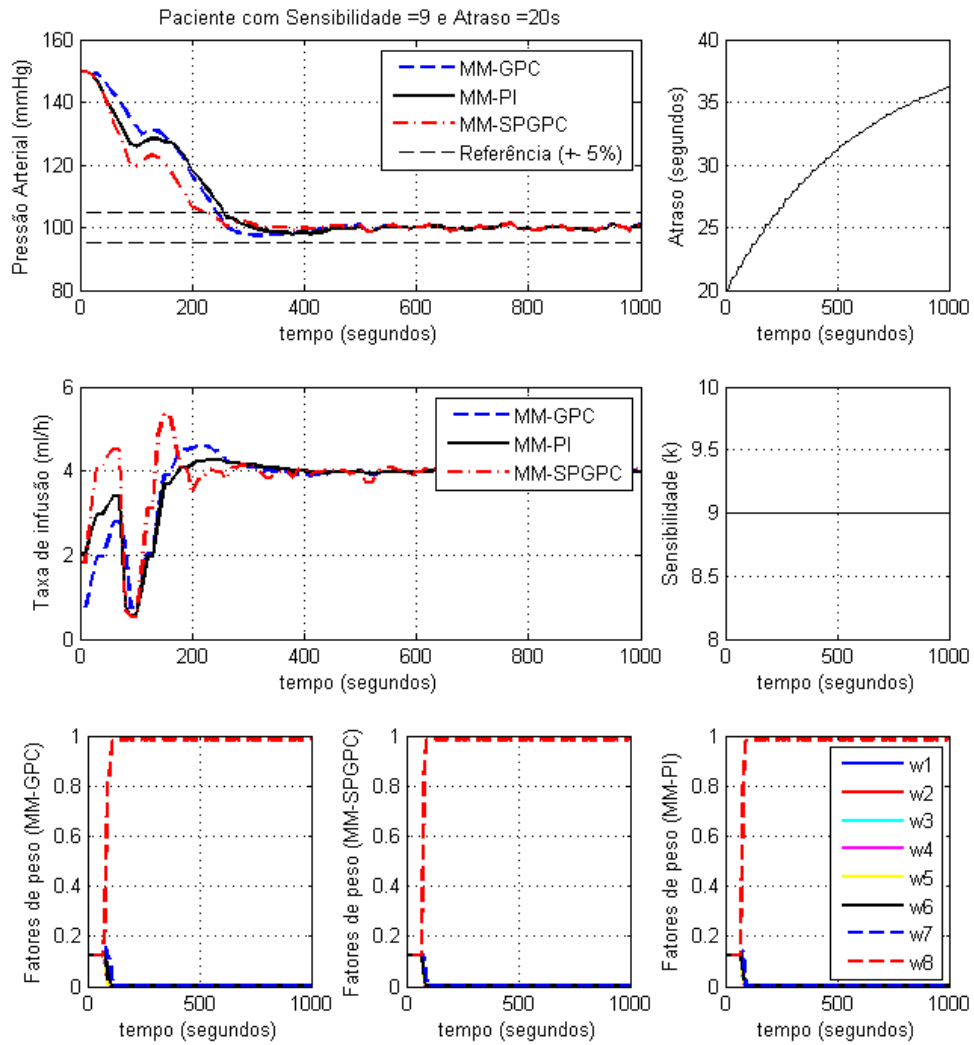 Paciente com Sensibilidade =9 e Atraso =20s
Pressão Arterial (mmHg)
160
140
120
100
80
0
200
400
600
800
1000
tempo (segundos)
MM-GPC
MM-PI
MM-SPGPC
Referência (+- 5%)
Atraso (segundos)
40
35
30
25
20
0
500
1000
tempo (segundos)
Taxa de infusão (ml/h)
6
4
2
0
0
200
400
600
800
1000
tempo (segundos)
MM-GPC
MM-PI
MM-SPGPC
Sensibilidade (k)
10
9.5
9
8.5
8
0
500
1000
tempo (segundos)
Fatores de peso (MM-GPC)
1
0.8
0.6
0.4
0.2
0
0
500
1000
tempo (segundos)
Fatores de peso (MM-SPGPC)
1
0.8
0.6
0.4
0.2
0
0
500
1000
tempo (segundos)
Fatores de peso (MM-PI)
1
0.8
0.6
0.4
0.2
0
0
500
1000
tempo (segundos)
w1
w2
w3
w4
w5
w6
w7
w8